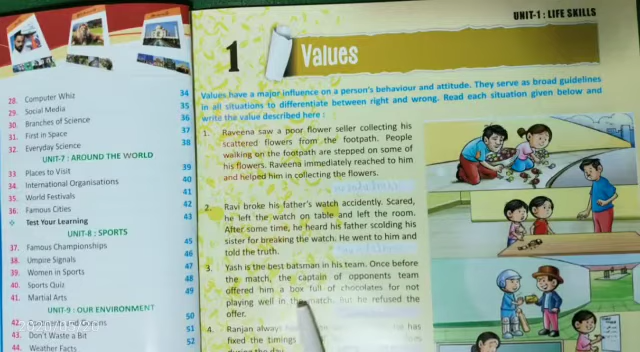 28. Computer Whiz 34
29. Social Media 35
30. Branches of Science 36
31. First in Space 37
32. Everyday Science 38
UNIT-7 : AROUND THE WORLD
33 Places to Visit 39
34. International Organisations 40
35. World Festivals 41
36. Famous Cities 42
Test Your Learning 43
UNIT-8 : SPORTS
37. Famous Championships 45
38. Umpire Signals 46
39. Women in Sports 47
40. Sports Quiz 48
41. Martial Arts 49
UNIT-9 : OUR ENVIRONMENT
42. 50
43. Don't Waste a Bit 51
44. Weather Facts 52
UNIT-1 : LIFE SKILLS
1 Values
Values have a major influence on a person's behaviour and attitude. They serve as broad guidelines
in all situations to differentiate between right and wrong. Read each situation given below and
write the value described here :
1. Raveena saw a poor flower seller collecting his
scattered flowers from the footpath. People
walking on the footpath are stepped on some of
his flowers. Raveena immediately reached to him
and helped him in collecting the flowers.
2. Ravi broke his father's watch accidently. Scared,
he left the watch on table and left the room.
After some time, he heard his father scolding his
sister for breaking the watch. He went to him and
told the truth.
3. Yash is the best batsman in his team. Once before
the match, the captain of opponents team
offered him a box full of chocolates for not
playing well in the match. But he refused the
offer.
4. Ranjan always has
fixed the timings
during the day